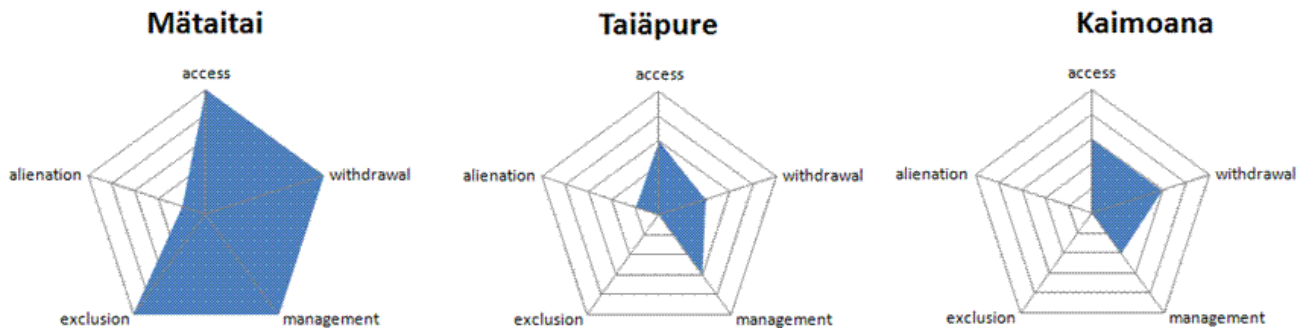 Mätaitai
access
alienation
withdrawal
exclusion
management
Taiäpure
access
alienation
withdrawal
exclusion
management
Kaimoana
access
alienation
withdrawal
exclusion
management